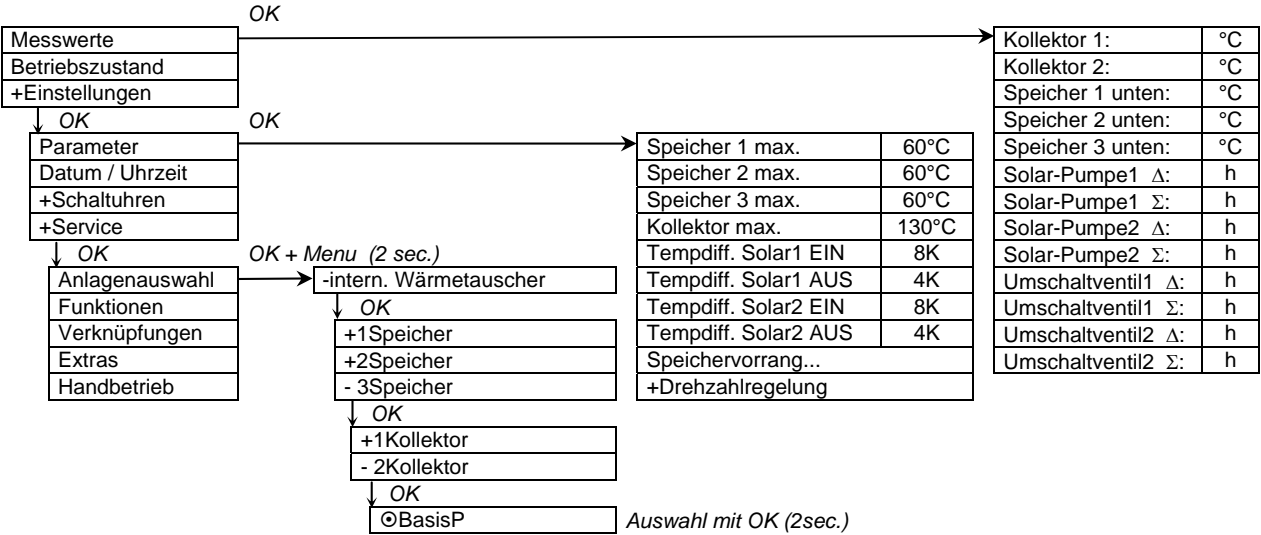 OK
Messwerte
Betriebszustand
+Einstellungen
OK
Parameter
Datum / Uhrzeit
+Schaltuhren
+Service
OK
Anlagenauswahl
Funktionen
Verknüpfungen
Extras
Handbetrieb
OK + Menu (2 sec.)
-intern. Wärmetauscher
OK
+1Speicher
+2Speicher
- 3Speicher
OK
+1Kollektor
- 2Kollektor
OK
⊙BasisP
Auswahl mit OK (2sec.)
OK
Speicher 1 max. 60°C
Speicher 2 max. 60°C
Speicher 3 max. 60°C
Kollektor max. 130°C
Tempdiff. Solar1 EIN 8K
Tempdiff. Solar1 AUS 4K
Tempdiff. Solar2 EIN 8K
Tempdiff. Solar2 AUS 4K
Speichervorrang...
+Drehzahlregelung
Kollektor 1: °C
Kollektor 2: °C
Speicher 1 unten: °C
Speicher 2 unten: °C
Speicher 3 unten: °C
Solar-Pumpe1 Δ: h
Solar-Pumpe1 Σ: h
Solar-Pumpe2 Δ: h
Solar-Pumpe2 Σ: h
Umschaltventil1 Δ: h
Umschaltventil1 Σ: h
Umschaltventil2 Δ: h
Umschaltventil2 Σ: h